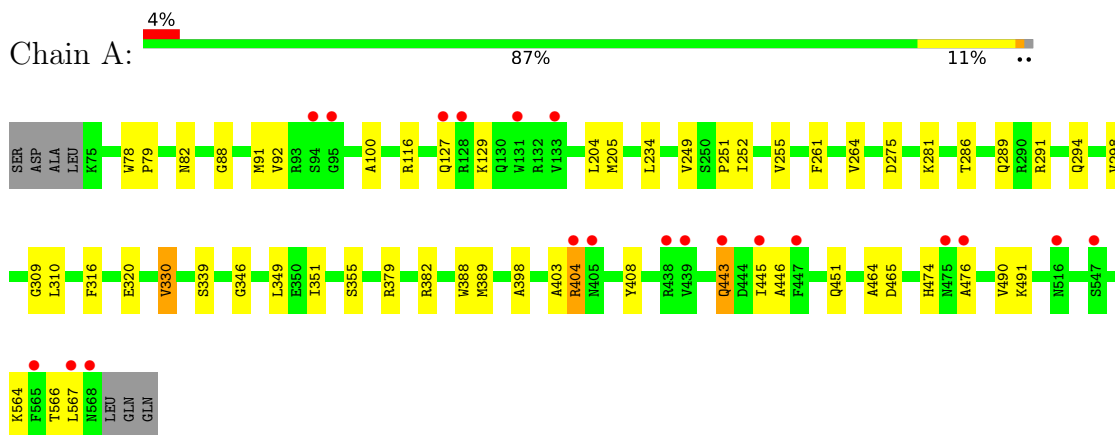 4%
Chain A:
87% 11% ••
SER ASP ALA LEU K75 W78 P79 N82 G88 M91 V92 R93 S94 G95 A100 R116 Q127 R128 K129 Q130 W131 R132 V133 L204 M205 L234 V249 S250 P251 I252 V255 F261 V264 D275 K281 T286 Q289 R290 R291 Q294
G309 L310 F316 E320 V330 S339 G346 L349 E350 I351 S355 R379 R382 W388 M389 A398 A403 R404 N405 Y408 R438 V439 Q443 D444 I445 A446 F447 Q451 A464 D465 H474 N475 A476 V490 K491 N516 S547
K564 F565 T566 L567 N568 LEU GLN GLN